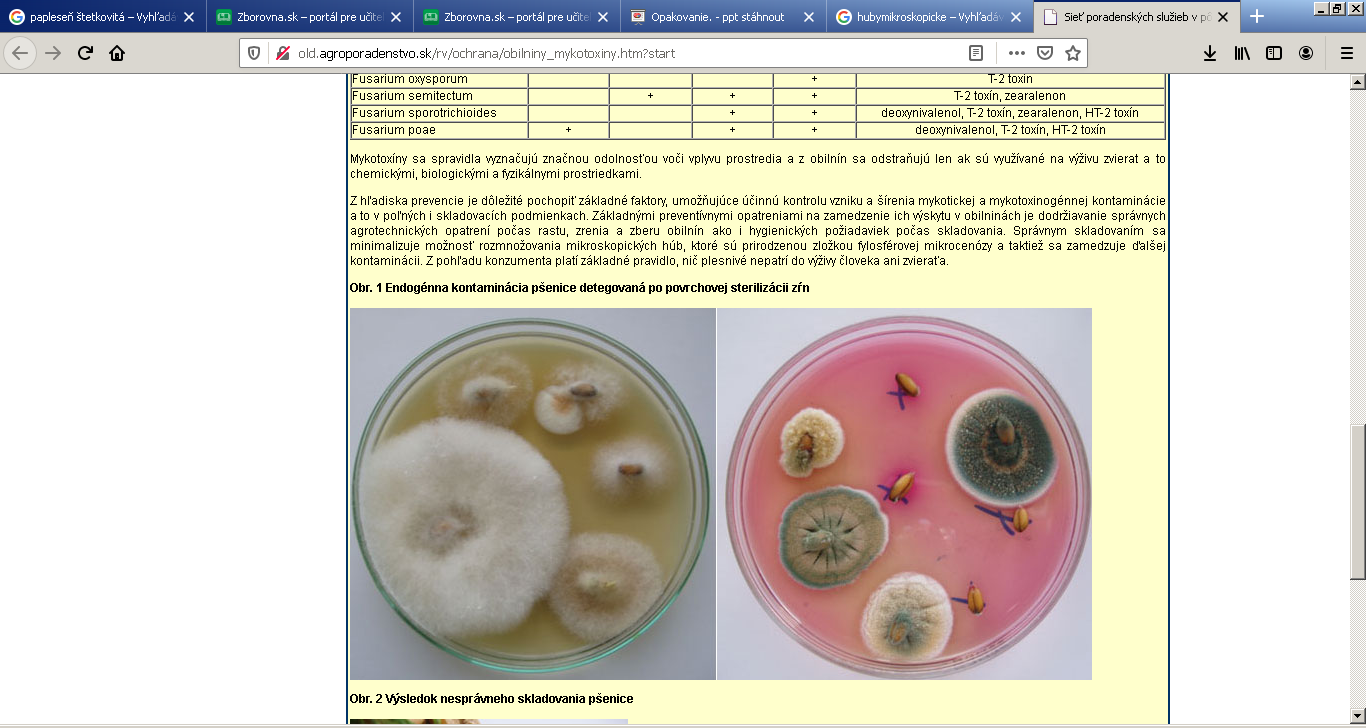 papleseň štetkovitá – Vyhľadá
Zborovna.sk – portál pre učite
Zborovna.sk – portál pre učite
Opakovanie. - ppt stáhnout
hubymikroskopicke – Vyhľadáv
Sieť poradenských služieb v pô
old.agroporadenstvo.sk/rv/ochrana/obilniny_mykotoxiny.htm?start
Fusarium oxysporum + T-2 toxín
Fusarium semitectum + + + T-2 toxín, zearalenon
Fusarium sporotrichioides + + deoxynivalenol, T-2 toxín, zearalenon, HT-2 toxín
Fusarium poae + + + deoxynivalenol, T-2 toxín, HT-2 toxín
Mykotoxíny sa spravidla vyznačujú značnou odolnosťou voči vplyvu prostredia a z obilnín sa odstraňujú len ak sú využívané na výživu zvierat a to
chemickými, biologickými a fyzikálnymi prostriedkami.
Z hľadiska prevencie je dôležité pochopiť základné faktory, umožňujúce účinnú kontrolu vzniku a šírenia mykotickej a mykotoxinogénnej kontaminácie
a to v poľných i skladovacích podmienkach. Základnými preventívnymi opatreniami na zamedzenie ich výskytu v obilninách je dodržiavanie správnych
agrotechnických opatrení počas rastu, zrenia a zberu obilnín ako i hygienických požiadaviek počas skladovania. Správnym skladovaním sa
minimalizuje možnosť rozmnožovania mikroskopických húb, ktoré sú prirodzenou zložkou fylosférovej mikrocenózy a taktiež sa zamedzuje ďalšej
kontaminácii. Z pohľadu konzumenta platí základné pravidlo, nič plesnivé nepatrí do výživy človeka ani zvieraťa.
Obr. 1 Endogénna kontaminácia pšenice detegovaná po povrchovej sterilizácii zŕn
Obr. 2 Výsledok nesprávneho skladovania pšenice